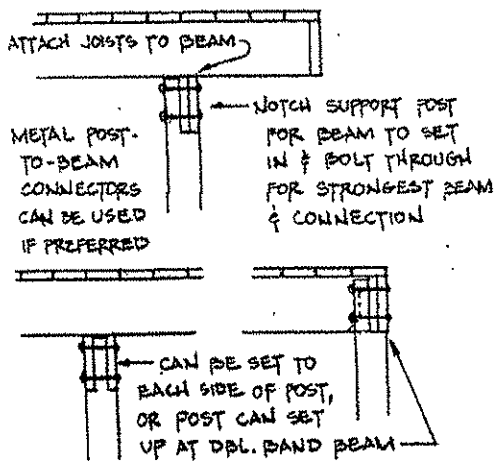 ATTACH JOISTS TO BEAM
NOTCH SUPPORT POST
FOR BEAM TO SET
IN & BOLT THROUGH
FOR STRONGEST BEAM
& CONNECTION
METAL POST-
TO-BEAM
CONNECTORS
CAN BE USED
IF PREFERRED
CAN BE SET TO
EACH SIDE OF POST,
OR POST CAN SET
UP AT DBL. BAND BEAM